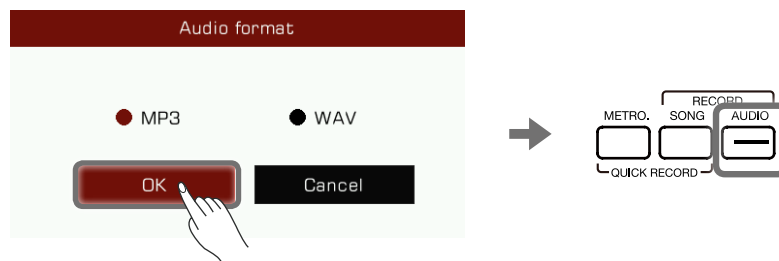 Audio format
MP3
WAV
OK
Cancel
RECORD
METRO.
SONG
AUDIO
QUICK RECORD